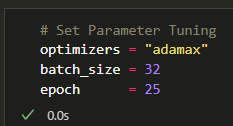 # Set Parameter Tuning
optimizers = "adamax"
batch_size = 32
epoch      = 25
✓ 0.0s